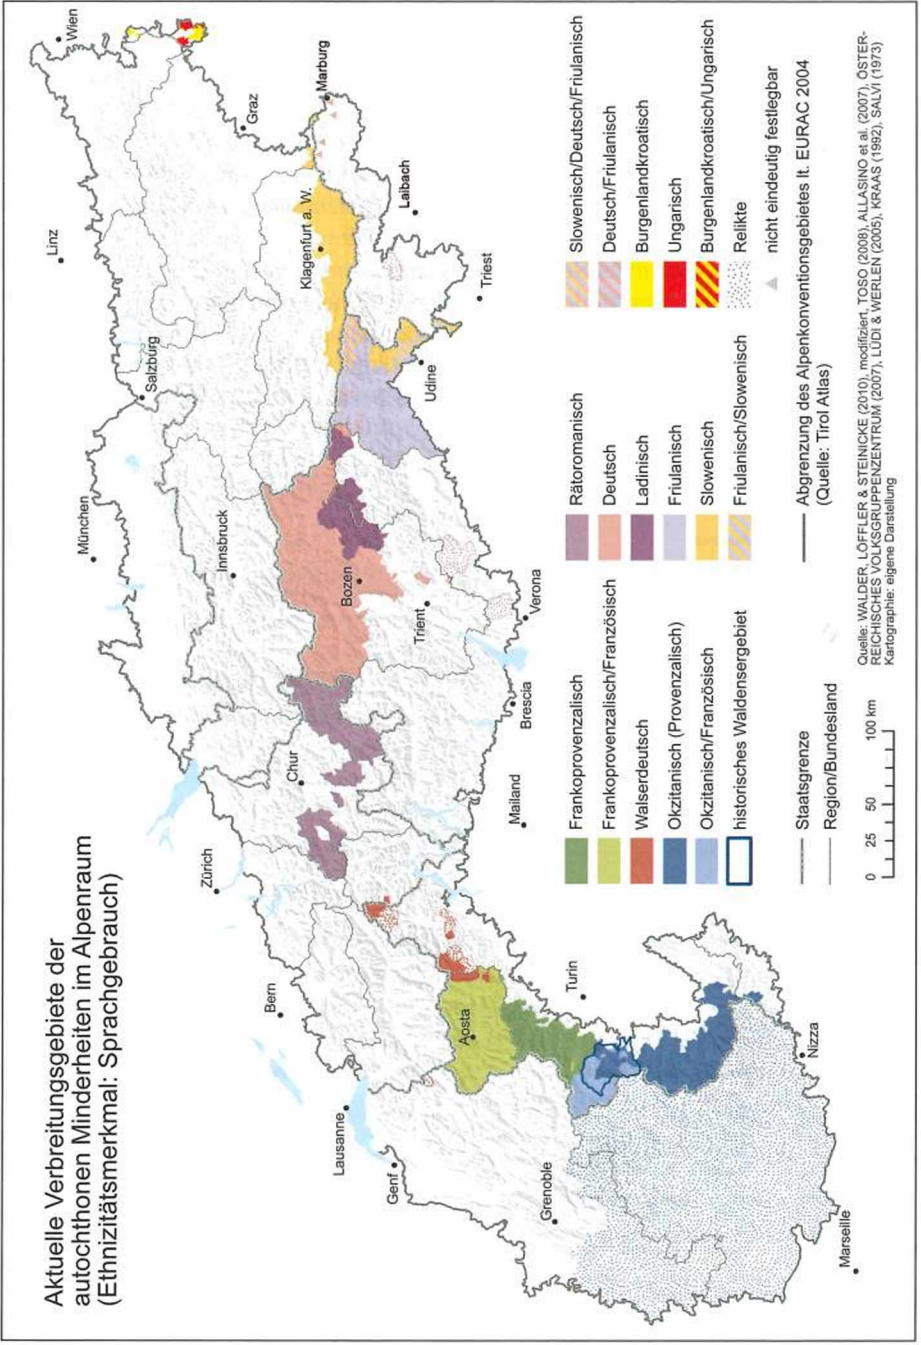 Aktuelle Verbreitungsgebiete der
autochthonen Minderheiten im Alpenraum
(Ethnizitätsmerkmal: Sprachgebrauch)
Wien
Linz
Salzburg
München
Graz
Marburg
Klagenfurt a. W.
Laibach
Triest
Udine
Innsbruck
Bozen
Trient
Verona
Brescia
Mailand
Chur
Zürich
Bern
Lausanne
Genf
Aosta
Turin
Grenoble
Nizza
Marseille
Frankoprovenzalisch
Frankoprovenzalisch/Französisch
Walserdeutsch
Okzitanisch (Provenzalisch)
Okzitanisch/Französisch
historisches Waldensergebiet
Rätoromanisch
Deutsch
Ladinisch
Friulanisch
Slowenisch
Friulanisch/Slowenisch
Slowenisch/Deutsch/Friulanisch
Deutsch/Friulanisch
Burgenlandkroatisch
Ungarisch
Burgenlandkroatisch/Ungarisch
Relikte
nicht eindeutig festlegbar
Staatsgrenze
Region/Bundesland
Abgrenzung des Alpenkonventionsgebietes lt. EURAC 2004
(Quelle: Tirol Atlas)
0 25 50 100 km
Quelle: WALDER, LÖFFLER & STEINICKE (2010), modifiziert, TOSO (2008), ALLASINO et al. (2007), ÖSTER-
REICHISCHES VOLKSGRUPPENZENTRUM (2007), LÜDI & WERLEN (2005), KRAAS (1992), SALVI (1973)
Kartographie: eigene Darstellung